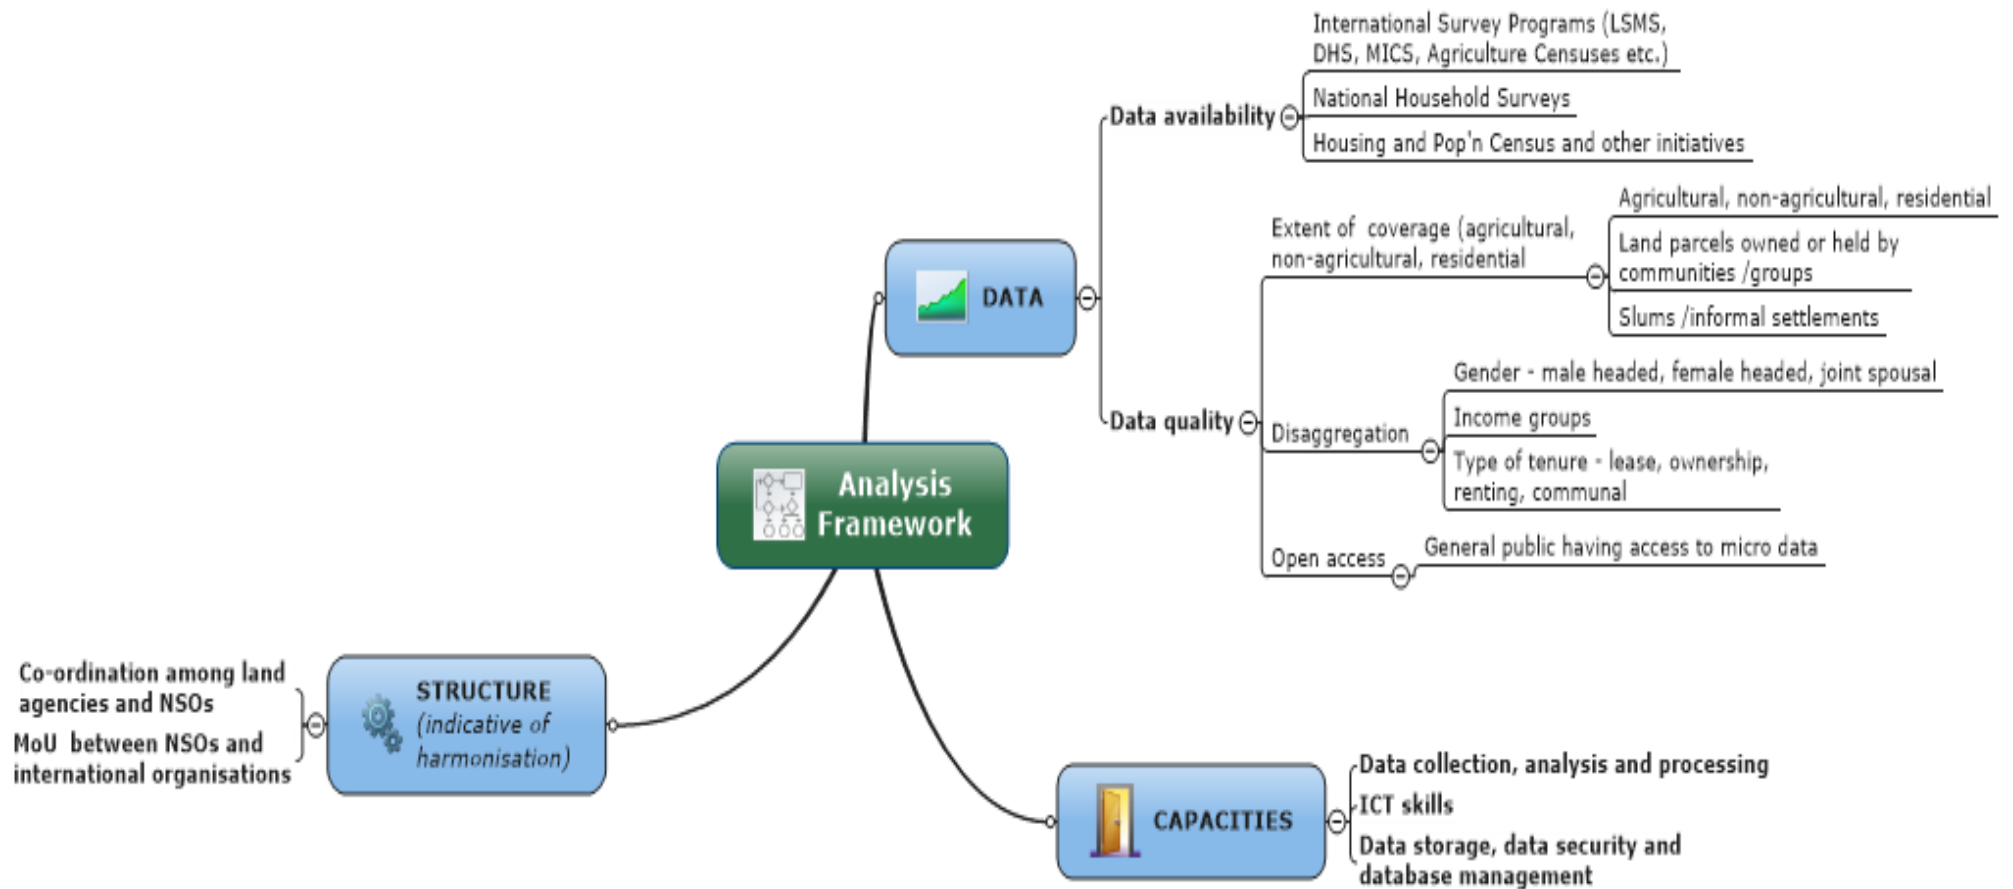 International Survey Programs (LSMS,
DHS, MICS, Agriculture Censuses etc.)
National Household Surveys
Housing and Pop'n Census and other initiatives
Data availability
Agricultural, non-agricultural, residential
Land parcels owned or held by
communities /groups
Slums /informal settlements
Extent of coverage (agricultural,
non-agricultural, residential
DATA
Gender - male headed, female headed, joint spousal
Income groups
Type of tenure - lease, ownership,
renting, communal
Data quality
Disaggregation
Open access
General public having access to micro data
Analysis
Framework
Co-ordination among land
agencies and NSOs
MoU between NSOs and
international organisations
STRUCTURE
(indicative of
harmonisation)
CAPACITIES
Data collection, analysis and processing
ICT skills
Data storage, data security and
database management